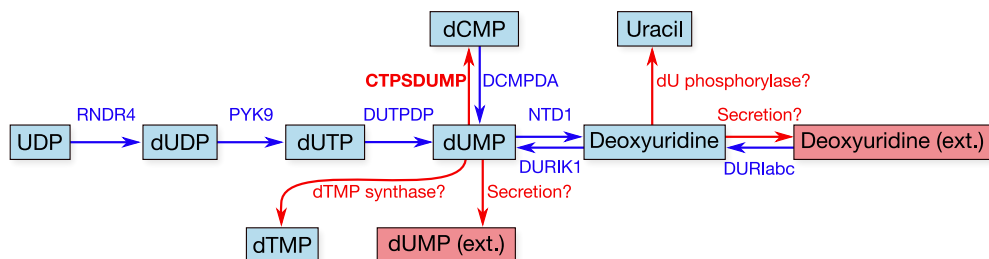 dCMP
Uracil
CTPSDUMP
DCMPDA
dU phosphorylase?
RNDR4
PYK9
DUTPDP
NTD1
Secretion?
UDP
dUDP
dUTP
dUMP
Deoxyuridine
Deoxyuridine (ext.)
DURIK1
DURIabc
dTMP synthase?
Secretion?
dTMP
dUMP (ext.)